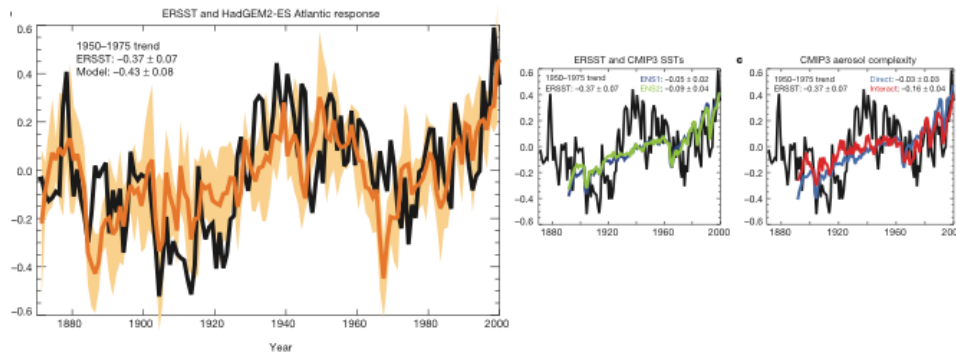 ERSST and HadGEM2-ES Atlantic response
1950–1975 trend
ERSST: –0.37 ± 0.07
Model: –0.43 ± 0.08
0.6
0.4
0.2
0.0
–0.2
–0.4
–0.6
1880
1900
1920
1940
1960
1980
2000
Year
ERSST and CMIP3 SSTs
1950–1975 trend
ERSST: –0.37 ± 0.07
ENS1: –0.05 ± 0.02
ENS2: –0.09 ± 0.04
0.6
0.4
0.2
0.0
–0.2
–0.4
–0.6
1880
1920
1960
2000
c
CMIP3 aerosol complexity
1950–1975 trend
ERSST: –0.37 ± 0.07
Direct: –0.03 ± 0.03
Interact: –0.16 ± 0.04
0.6
0.4
0.2
0.0
–0.2
–0.4
–0.6
1880
1920
1960
200